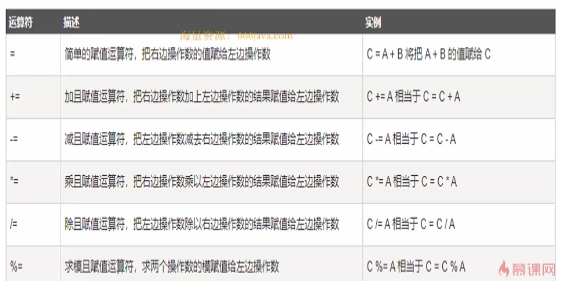 海量资源：666java.com
运算符 描述 实例
= 简单的赋值运算符，把右边操作数的值赋给左边操作数 C = A + B 将把 A + B 的值赋给 C
+= 加且赋值运算符，把右边操作数加上左边操作数的结果赋值给左边操作数 C += A 相当于 C = C + A
-= 减且赋值运算符，把左边操作数减去右边操作数的结果赋值给左边操作数 C -= A 相当于 C = C - A
*= 乘且赋值运算符，把右边操作数乘以左边操作数的结果赋值给左边操作数 C *= A 相当于 C = C * A
/= 除且赋值运算符，把左边操作数除以右边操作数的结果赋值给左边操作数 C /= A 相当于 C = C / A
%= 求模且赋值运算符，求两个操作数的模赋值给左边操作数 C %= A 相当于 C = C % A
慕课网